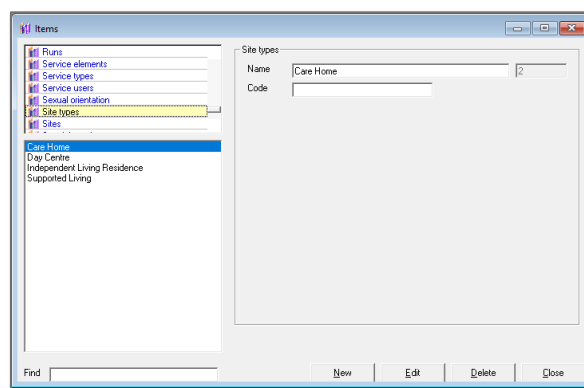 Items
Runs
Service elements
Service types
Service users
Sexual orientation
Site types
Sites
Care Home
Day Centre
Independent Living Residence
Supported Living
Find
Site types
Name Care Home 2
Code
New Edit Delete Close